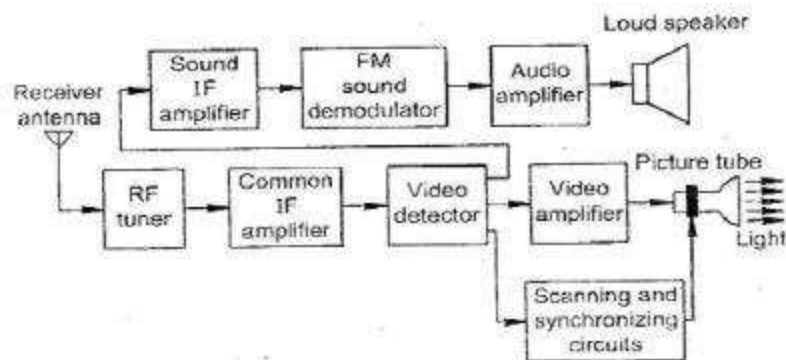 Loud speaker
Sound
IF
amplifier
FM
sound
demodulator
Audio
amplifier
Receiver
antenna
Picture tube
RF
tuner
Common
IF
amplifier
Video
detector
Video
amplifier
Light
Scanning and
synchronizing
circuits